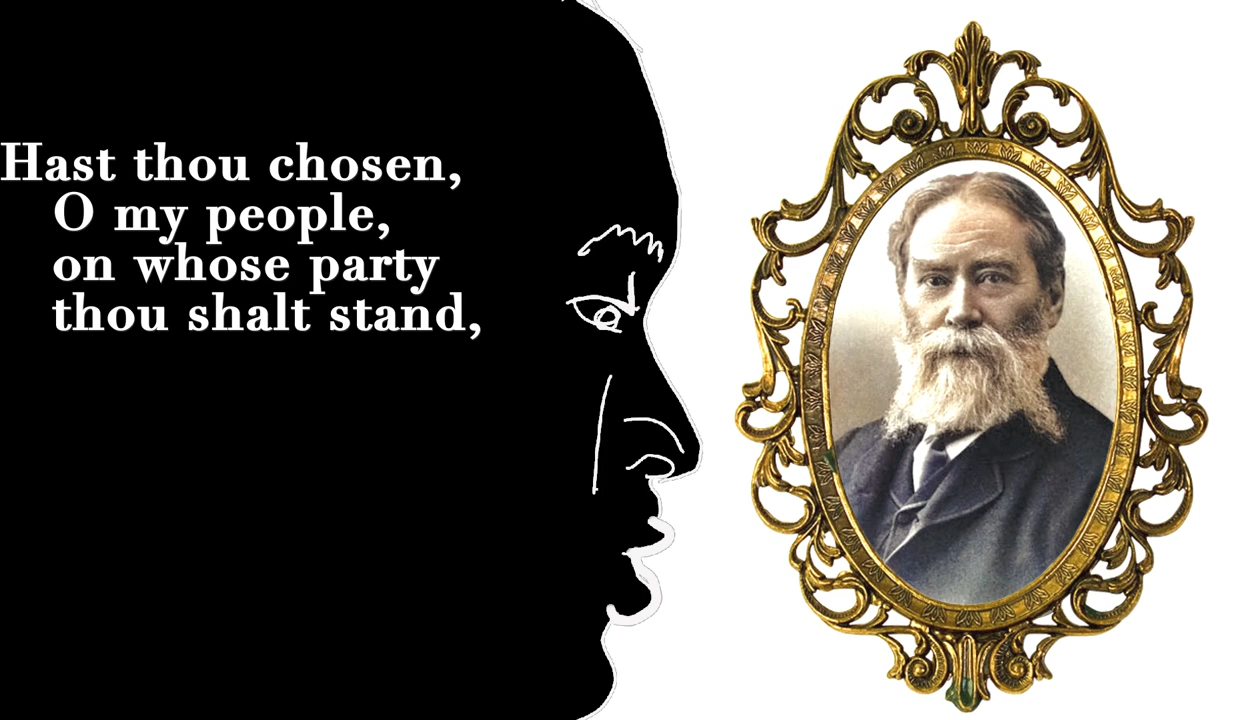 Hast thou chosen,
O my people,
on whose party
thou shalt stand,